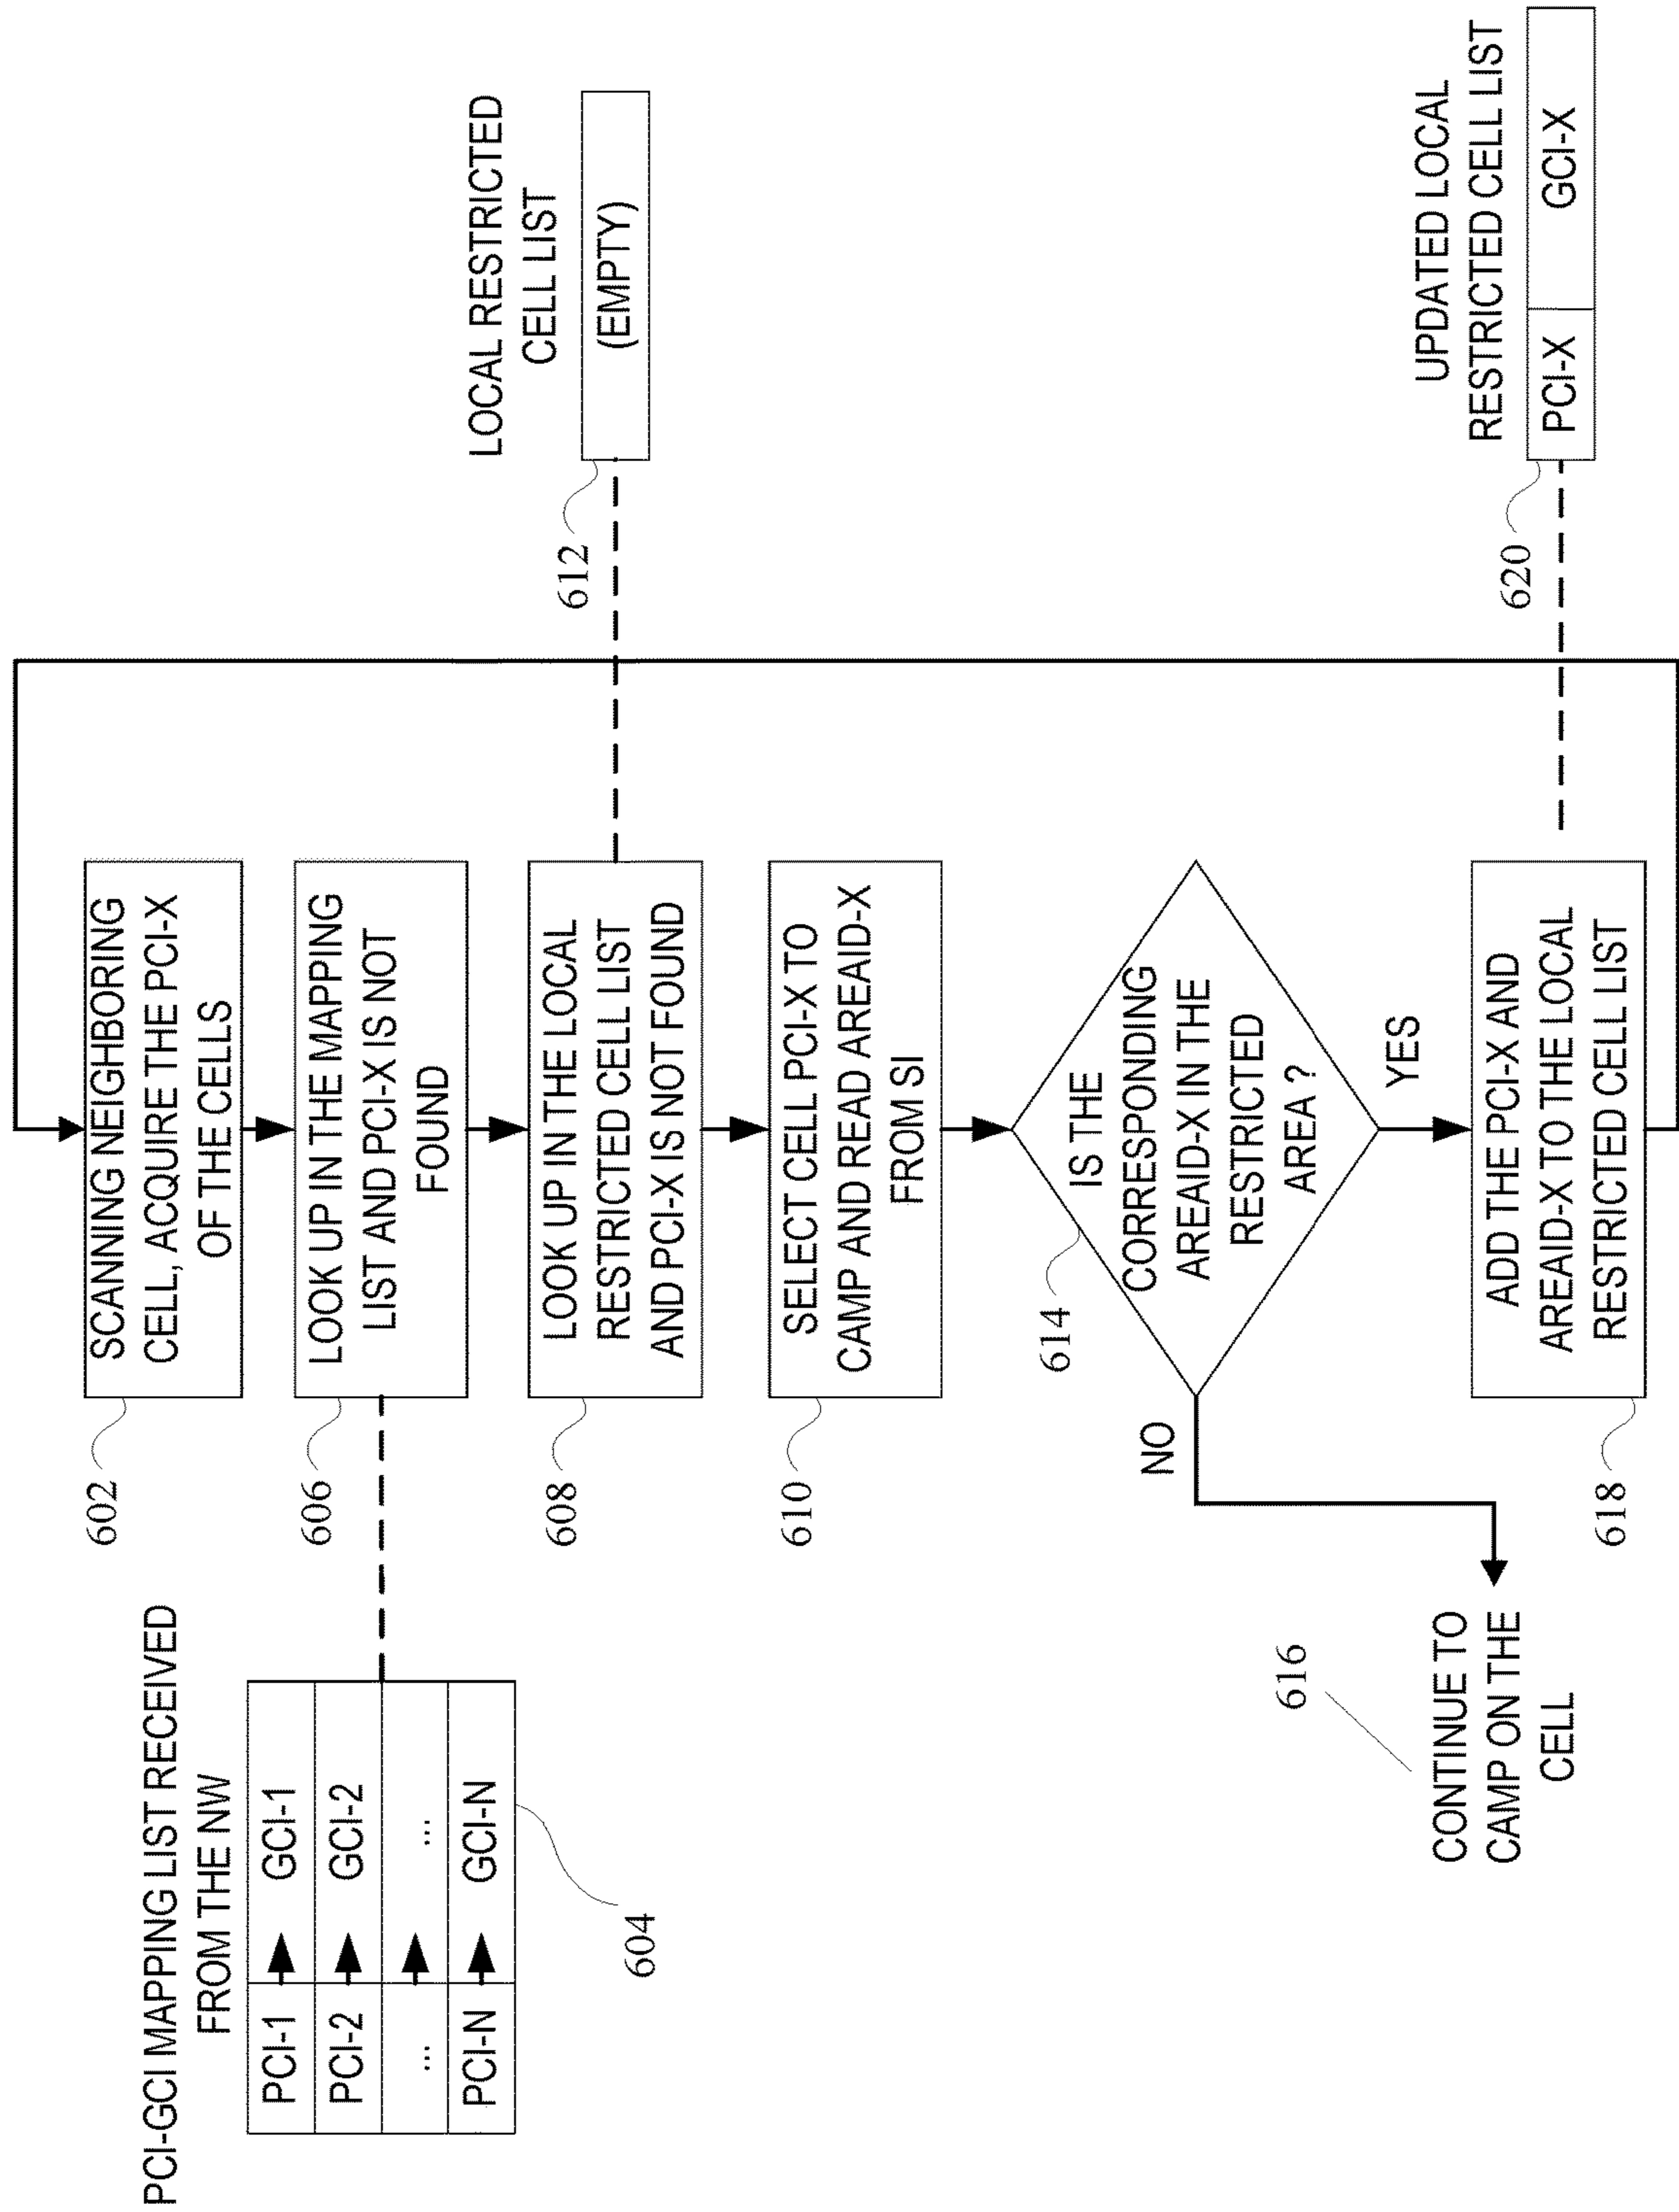 PCI-GCI MAPPING LIST RECEIVED
FROM THE NW
PCI-1 GCI-1
PCI-2 GCI-2
... ...
PCI-N GCI-N
604
602
SCANNING NEIGHBORING
CELL, ACQUIRE THE PCI-X
OF THE CELLS
606
LOOK UP IN THE MAPPING
LIST AND PCI-X IS NOT
FOUND
608
LOOK UP IN THE LOCAL
RESTRICTED CELL LIST
AND PCI-X IS NOT FOUND
LOCAL RESTRICTED
CELL LIST
(EMPTY)
612
610
SELECT CELL PCI-X TO
CAMP AND READ AREAID-X
FROM SI
614
IS THE
CORRESPONDING
AREAID-X IN THE
RESTRICTED
AREA ?
NO
YES
616
CONTINUE TO
CAMP ON THE
CELL
618
ADD THE PCI-X AND
AREAID-X TO THE LOCAL
RESTRICTED CELL LIST
UPDATED LOCAL
RESTRICTED CELL LIST
PCI-X GCI-X
620